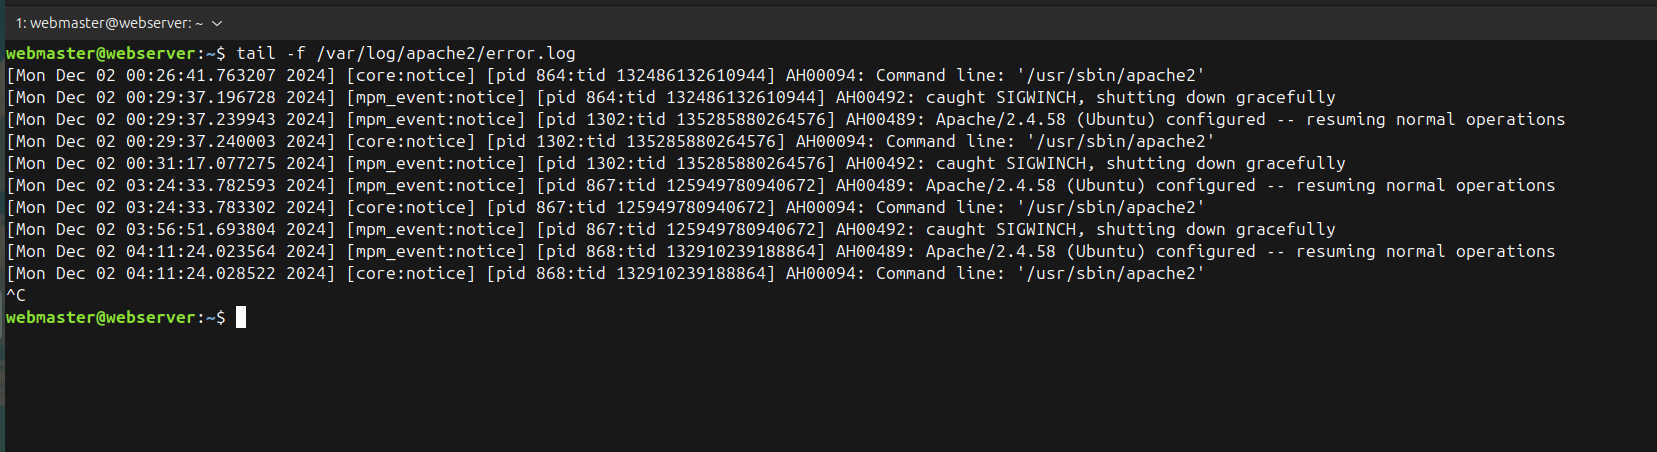 1: webmaster@webserver: ~
webmaster@webserver:~$ tail -f /var/log/apache2/error.log
[Mon Dec 02 00:26:41.763207 2024] [core:notice] [pid 864:tid 132486132610944] AH00094: Command line: '/usr/sbin/apache2'
[Mon Dec 02 00:29:37.196728 2024] [mpm_event:notice] [pid 864:tid 132486132610944] AH00492: caught SIGWINCH, shutting down gracefully
[Mon Dec 02 00:29:37.239943 2024] [mpm_event:notice] [pid 1302:tid 135285880264576] AH00489: Apache/2.4.58 (Ubuntu) configured -- resuming normal operations
[Mon Dec 02 00:29:37.240003 2024] [core:notice] [pid 1302:tid 135285880264576] AH00094: Command line: '/usr/sbin/apache2'
[Mon Dec 02 00:31:17.077275 2024] [mpm_event:notice] [pid 1302:tid 135285880264576] AH00492: caught SIGWINCH, shutting down gracefully
[Mon Dec 02 03:24:33.782593 2024] [mpm_event:notice] [pid 867:tid 125949780940672] AH00489: Apache/2.4.58 (Ubuntu) configured -- resuming normal operations
[Mon Dec 02 03:24:33.783302 2024] [core:notice] [pid 867:tid 125949780940672] AH00094: Command line: '/usr/sbin/apache2'
[Mon Dec 02 03:56:51.693804 2024] [mpm_event:notice] [pid 867:tid 125949780940672] AH00492: caught SIGWINCH, shutting down gracefully
[Mon Dec 02 04:11:24.023564 2024] [mpm_event:notice] [pid 868:tid 132910239188864] AH00489: Apache/2.4.58 (Ubuntu) configured -- resuming normal operations
[Mon Dec 02 04:11:24.028522 2024] [core:notice] [pid 868:tid 132910239188864] AH00094: Command line: '/usr/sbin/apache2'
^C
webmaster@webserver:~$